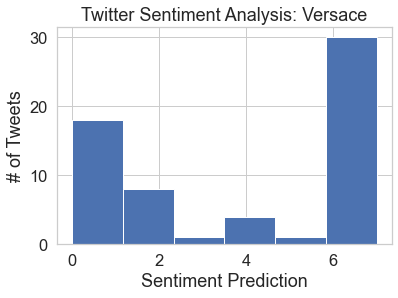 Twitter Sentiment Analysis: Versace
30
20
10
0
# of Tweets
0 2 4 6
Sentiment Prediction